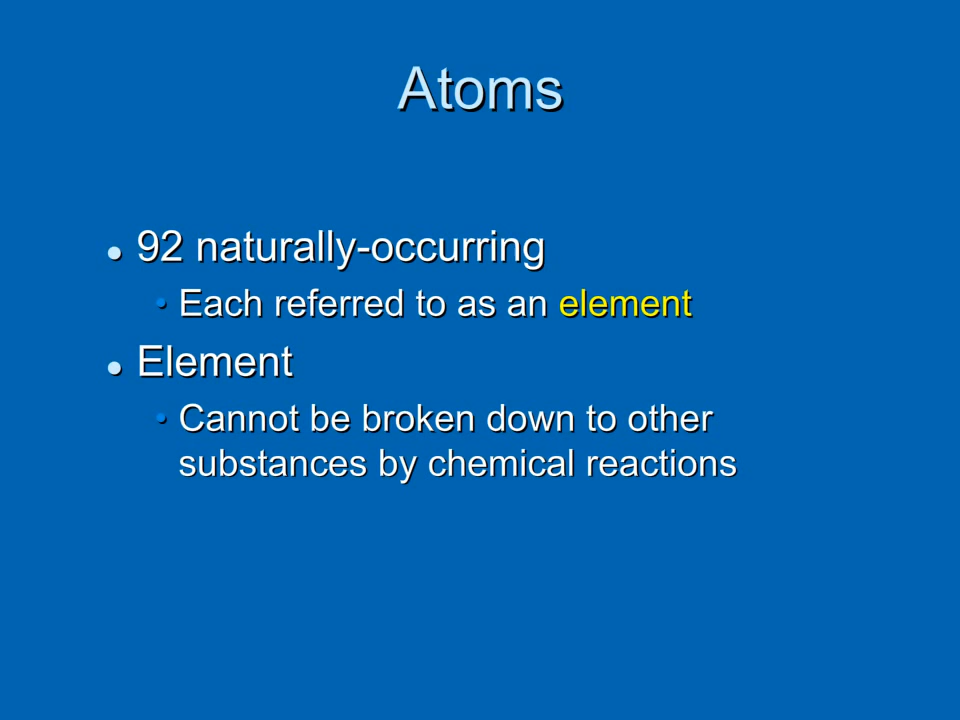 Atoms
• 92 naturally-occurring
• Each referred to as an element
• Element
• Cannot be broken down to other
substances by chemical reactions